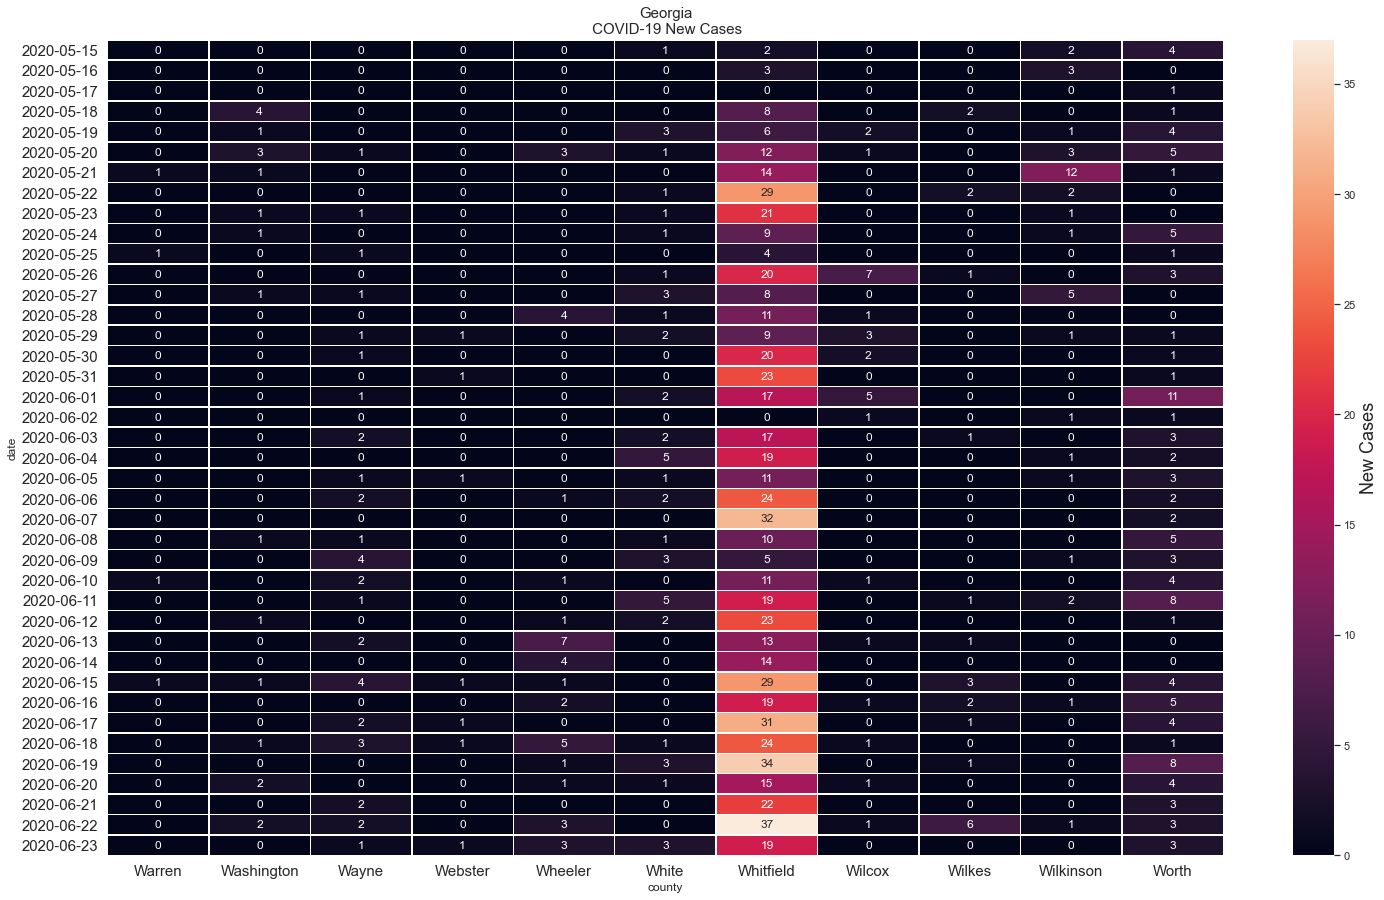 Georgia
COVID-19 New Cases
2020-05-15 0 0 0 0 0 1 2 0 0 2 4
2020-05-16 0 0 0 0 0 0 3 0 0 3 0
2020-05-17 0 0 0 0 0 0 0 0 0 0 1
2020-05-18 0 4 0 0 0 0 8 0 2 0 1
2020-05-19 0 1 0 0 0 3 6 2 0 1 4
2020-05-20 0 3 1 0 3 1 12 1 0 3 5
2020-05-21 1 1 0 0 0 0 14 0 0 12 1
2020-05-22 0 0 0 0 0 1 29 0 2 2 0
2020-05-23 0 1 1 0 0 1 21 0 0 1 0
2020-05-24 0 1 0 0 0 1 9 0 0 1 5
2020-05-25 1 0 1 0 0 0 4 0 0 0 1
2020-05-26 0 0 0 0 0 1 20 7 1 0 3
2020-05-27 0 1 1 0 0 3 8 0 0 5 0
2020-05-28 0 0 0 0 4 1 11 1 0 0 0
2020-05-29 0 0 1 1 0 2 9 3 0 1 1
2020-05-30 0 0 1 0 0 0 20 2 0 0 1
2020-05-31 0 0 0 1 0 0 23 0 0 0 1
2020-06-01 0 0 1 0 0 2 17 5 0 0 11
2020-06-02 0 0 0 0 0 0 0 1 0 1 1
2020-06-03 0 0 2 0 0 2 17 0 1 0 3
2020-06-04 0 0 0 0 0 5 19 0 0 1 2
2020-06-05 0 0 1 1 0 1 11 0 0 1 3
2020-06-06 0 0 2 0 1 2 24 0 0 0 2
2020-06-07 0 0 0 0 0 0 32 0 0 0 2
2020-06-08 0 1 1 0 0 1 10 0 0 0 5
2020-06-09 0 0 4 0 0 3 5 0 0 1 3
2020-06-10 1 0 2 0 1 0 11 1 0 0 4
2020-06-11 0 0 1 0 0 5 19 0 1 2 8
2020-06-12 0 1 0 0 1 2 23 0 0 0 1
2020-06-13 0 0 2 0 7 0 13 1 1 0 0
2020-06-14 0 0 0 0 4 0 14 0 0 0 0
2020-06-15 1 1 4 1 1 0 29 0 3 0 4
2020-06-16 0 0 0 0 2 0 19 1 2 1 5
2020-06-17 0 0 2 1 0 0 31 0 1 0 4
2020-06-18 0 1 3 1 5 1 24 1 0 0 1
2020-06-19 0 0 0 0 1 3 34 0 1 0 8
2020-06-20 0 2 0 0 1 1 15 1 0 0 4
2020-06-21 0 0 2 0 0 0 22 0 0 0 3
2020-06-22 0 2 2 0 3 0 37 1 6 1 3
2020-06-23 0 0 1 1 3 3 19 0 0 0 3
Warren Washington Wayne Webster Wheeler White Whitfield Wilcox Wilkes Wilkinson Worth
county
date
35
30
25
20
15
10
5
0
New Cases